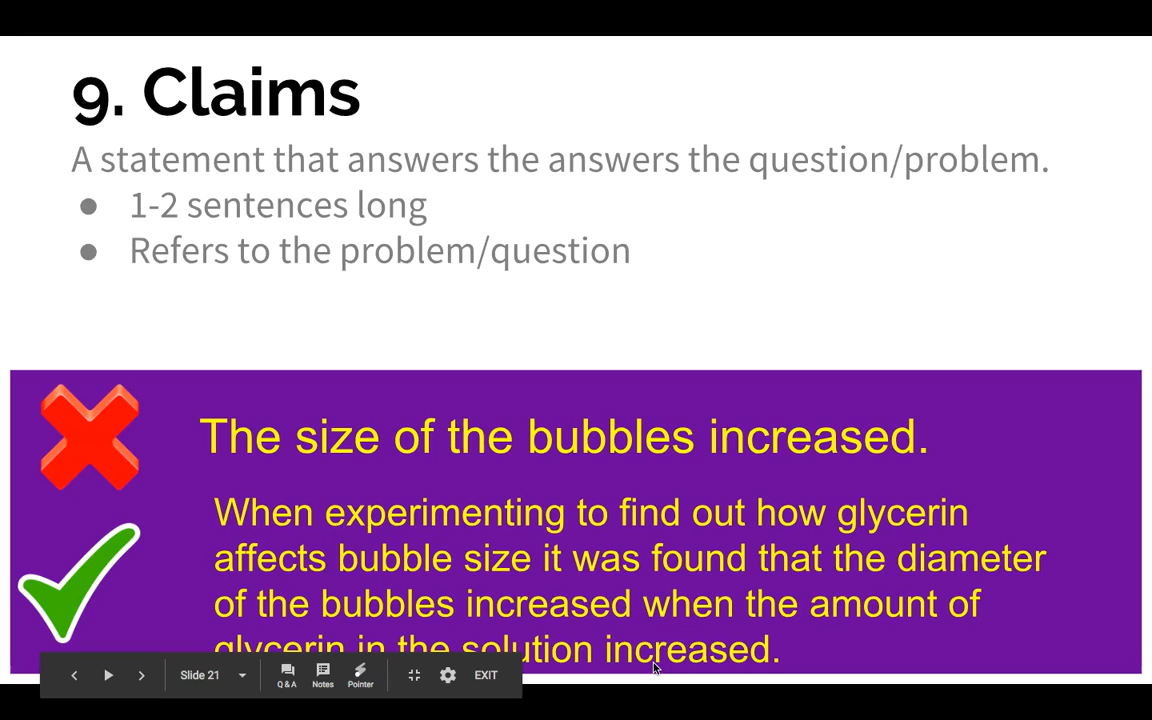 9. Claims
A statement that answers the answers the question/problem.
● 1-2 sentences long
● Refers to the problem/question
The size of the bubbles increased.
When experimenting to find out how glycerin
affects bubble size it was found that the diameter
of the bubbles increased when the amount of
glycerin in the solution increased.
Slide 21
Q & A
Notes
Pointer
EXIT